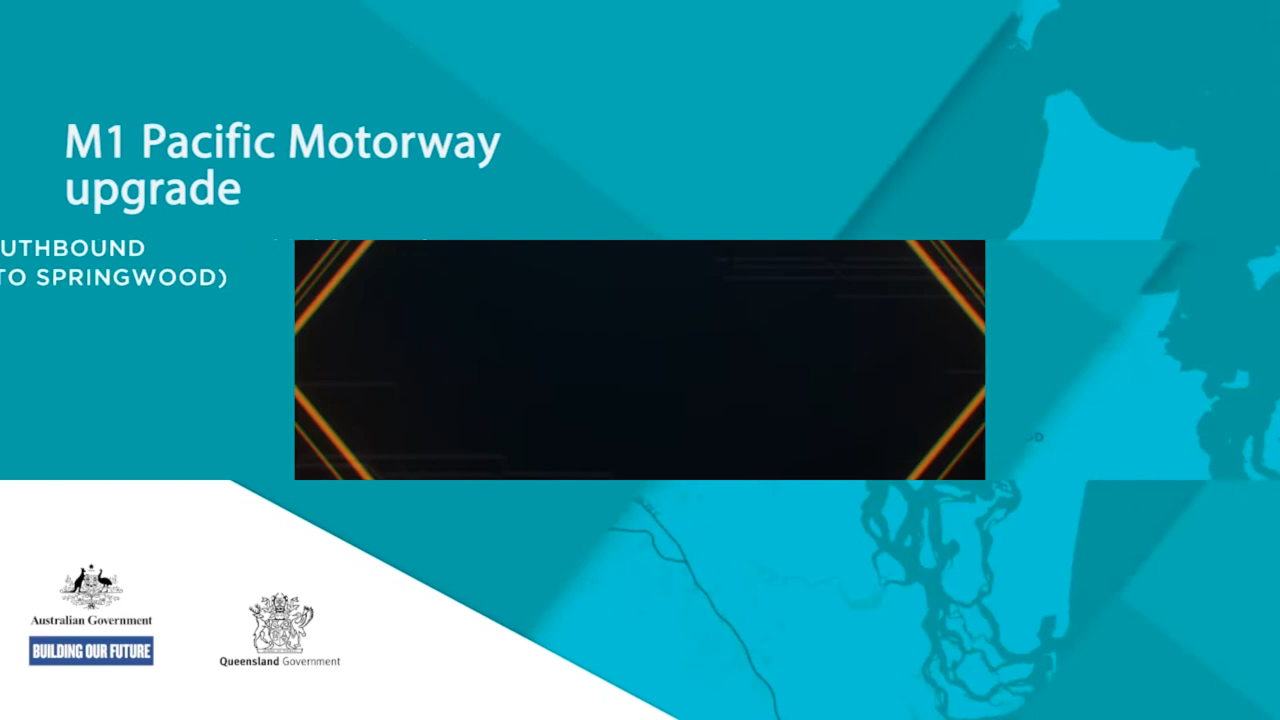 M1 Pacific Motorway
upgrade
UTHBOUND
TO SPRINGWOOD)
Australian Government
BUILDING OUR FUTURE
Queensland Government